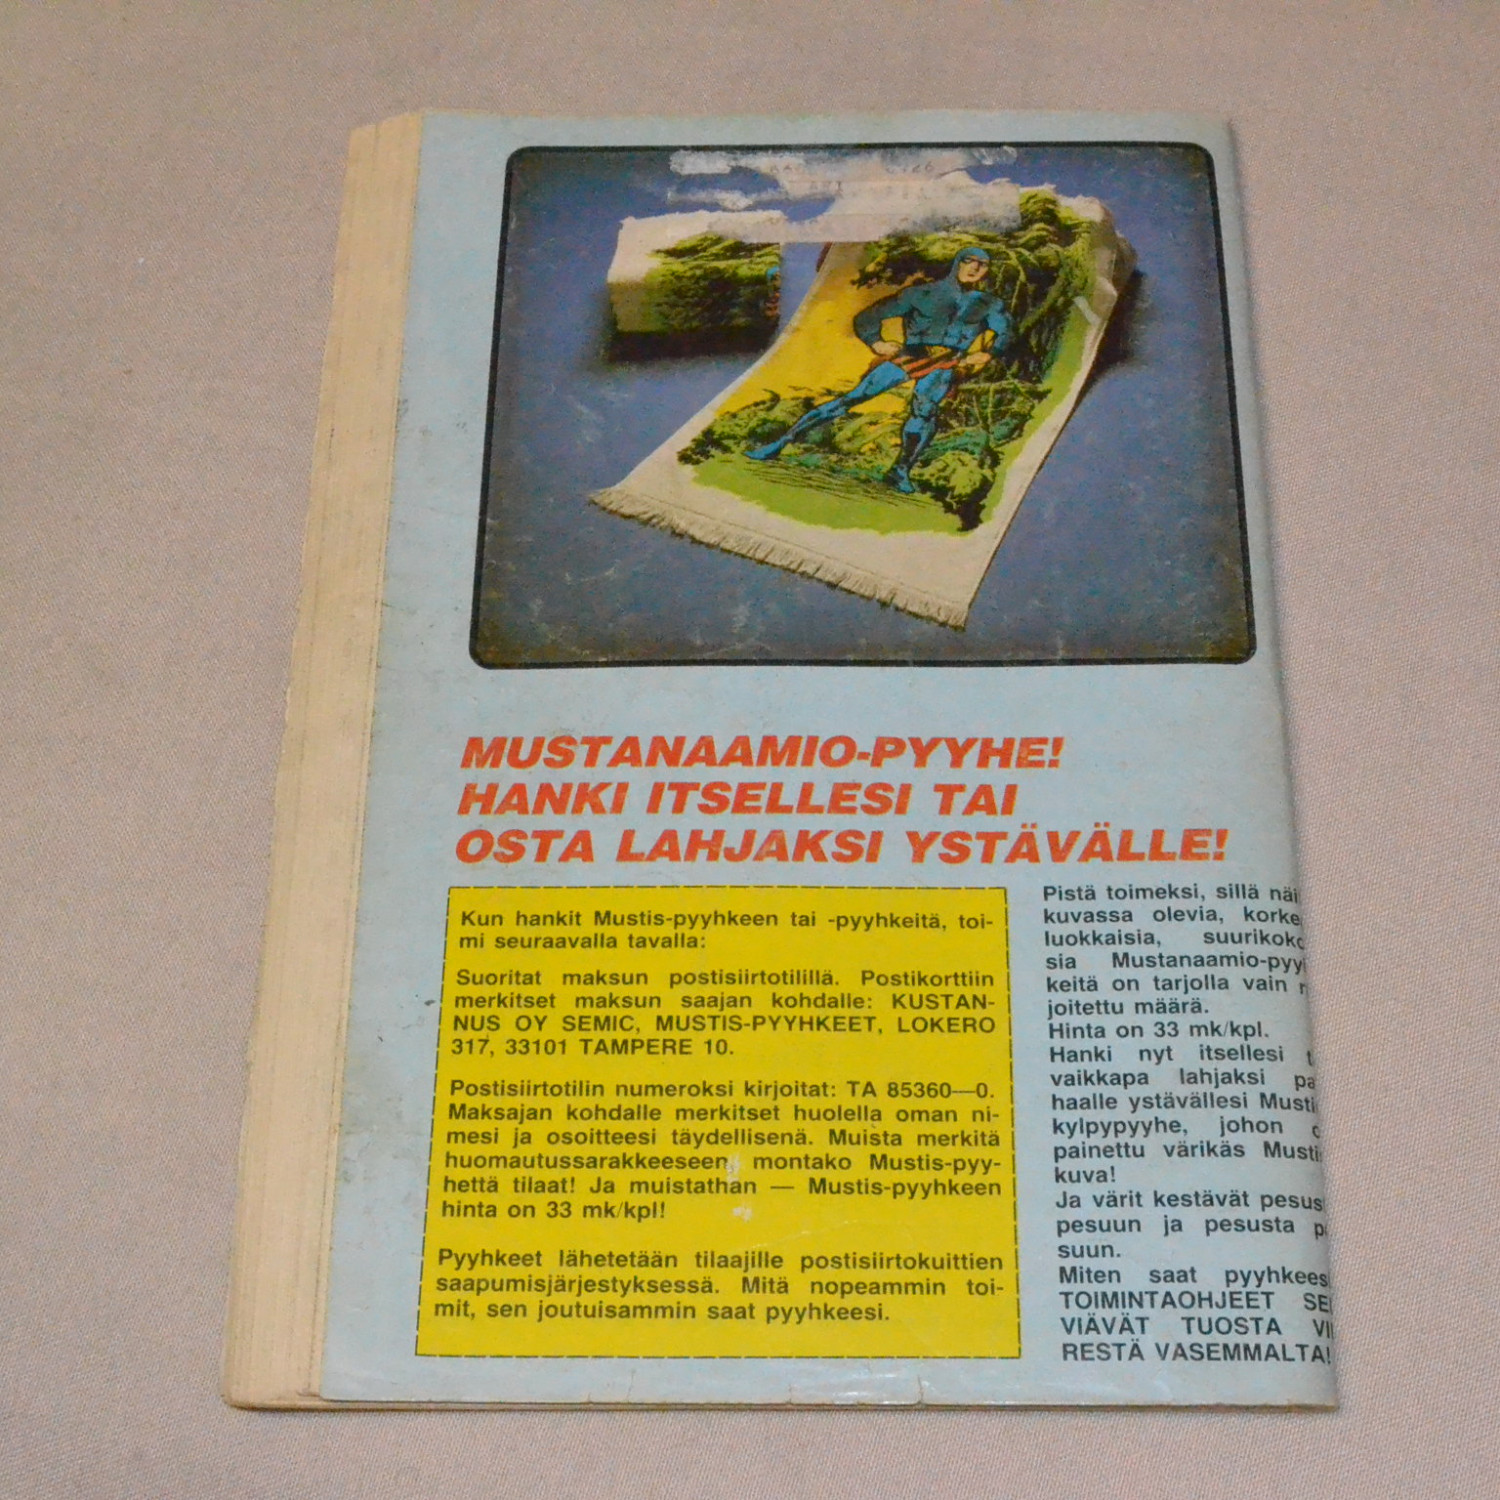 MUSTANAAMIO-PYYHE!
HANKI ITSELLESI TAI
OSTA LAHJAKSI YSTÄVÄLLE!
Kun hankit Mustis-pyyhkeen tai -pyyhkeitä, toi-
mi seuraavalla tavalla:
Suoritat maksun postisiirtotilillä. Postikorttiin
merkitset maksun saajan kohdalle: KUSTAN-
NUS OY SEMIC, MUSTIS-PYYHKEET, LOKERO
317, 33101 TAMPERE 10.
Postisiirtotilin numeroksi kirjoitat: TA 85360—0.
Maksajan kohdalle merkitset huolella oman ni-
mesi ja osoitteesi täydellisenä. Muista merkitä
huomautussarakkeeseen montako Mustis-pyy-
hettä tilaat! Ja muistathan — Mustis-pyyhkeen
hinta on 33 mk/kpl!
Pyyhkeet lähetetään tilaajille postisiirtokuittien
saapumisjärjestyksessä. Mitä nopeammin toi-
mit, sen joutuisammin saat pyyhkeesi.
Pistä toimeksi, sillä
kuvassa olevia,
luokkaisia,
sia
keitä on tarjolla vain
joitettu määrä.
Hinta on 33 mk/kpl.
Hanki nyt itsellesi
vaikkapa lahjaksi
haalle ystävällesi
kylpypyyhe, johon
painettu värikäs
kuva!
Ja värit kestävät
pesuun ja pesusta
suun.
Miten saat
TOIMINTAOHJEET
VIÄVÄT TUOSTA
RESTÄ VASEMMALTA!